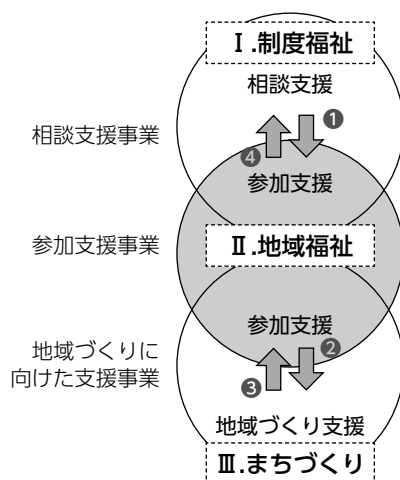 Ⅰ.制度福祉
相談支援
❶
相談支援事業
❹
参加支援
参加支援事業
Ⅱ.地域福祉
参加支援
❷
地域づくりに
向けた支援事業
❸
地域づくり支援
Ⅲ.まちづくり